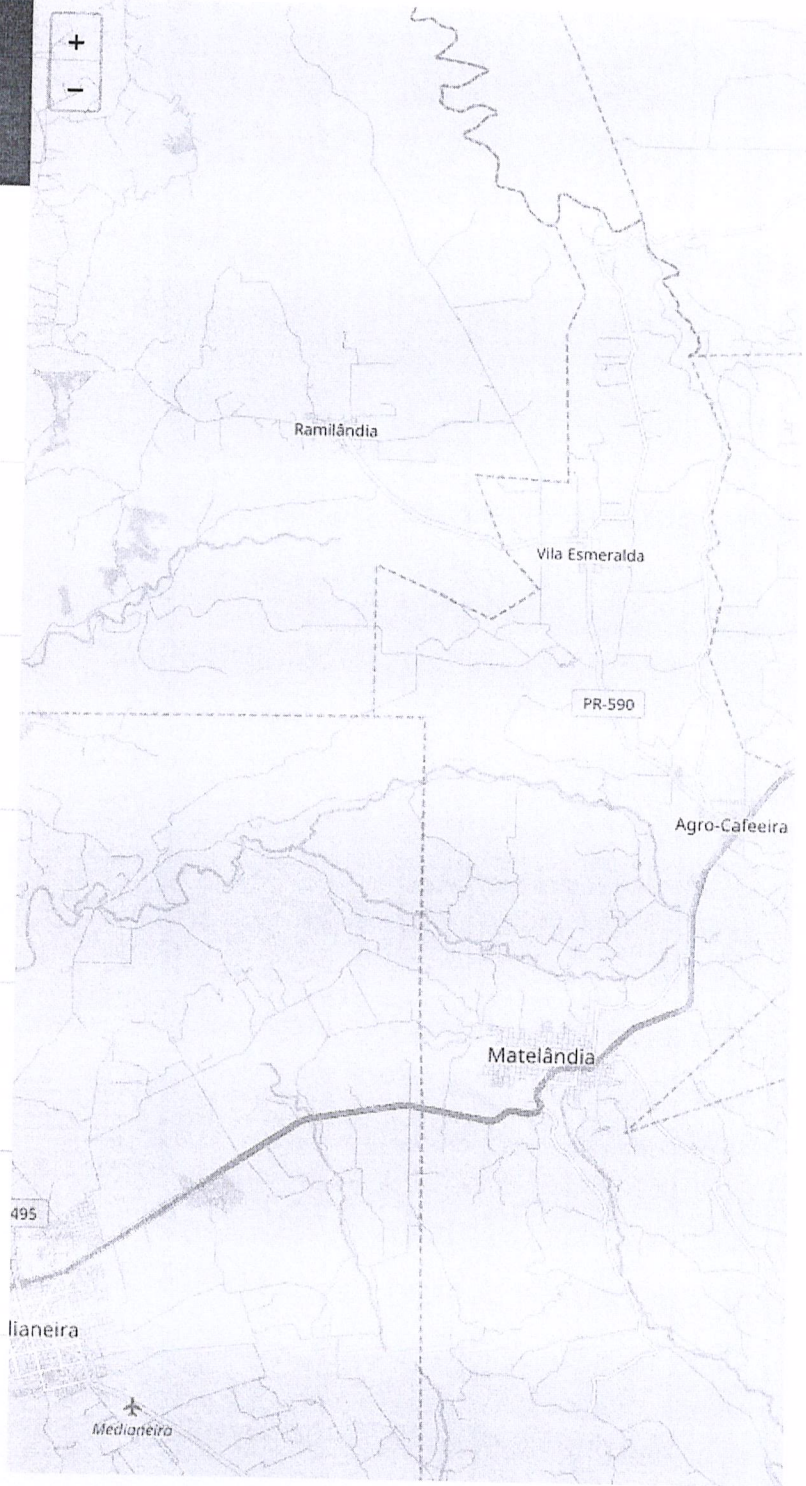 +
−
Ramilândia
Vila Esmeralda
PR-590
Agro-Cafeeira
Matelândia
495
lianeira
Medianeira